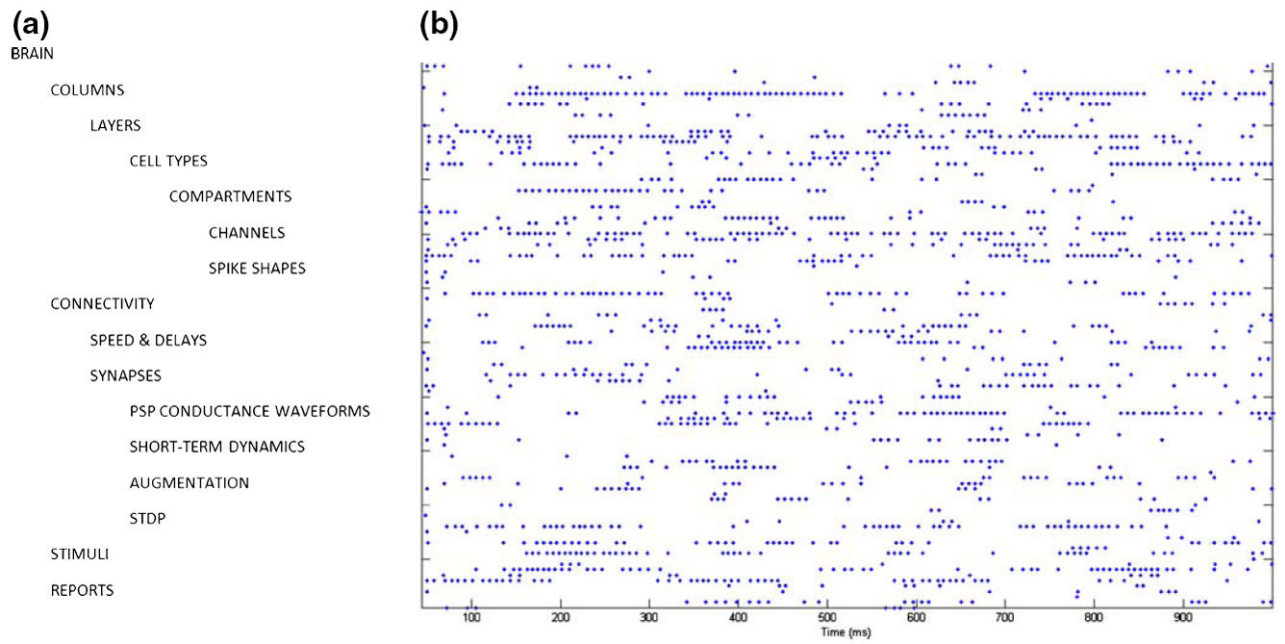 (a)
BRAIN
COLUMNS
LAYERS
CELL TYPES
COMPARTMENTS
CHANNELS
SPIKE SHAPES
CONNECTIVITY
SPEED & DELAYS
SYNAPSES
PSP CONDUCTANCE WAVEFORMS
SHORT-TERM DYNAMICS
AUGMENTATION
STDP
STIMULI
REPORTS
(b)
100 200 300 400 500 600 700 800 900
Time (ms)